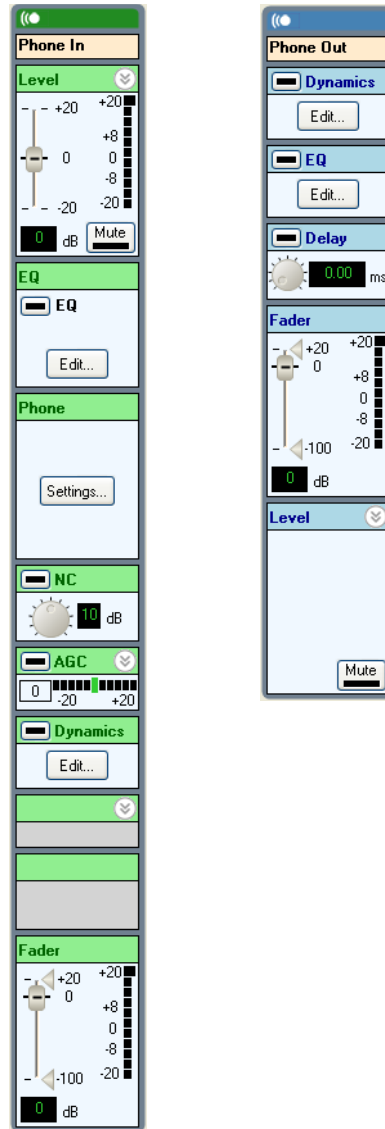 Phone In
Level
+20 +20
+8
0 0
-8
-20 -20
0 dB Mute
EQ
EQ
Edit...
Phone
Settings...
NC
10 dB
AGC
0 -20 +20
Dynamics
Edit...
Fader
+20 +20
0 +8
0
-8
-100 -20
0 dB
Phone Out
Dynamics
Edit...
EQ
Edit...
Delay
0.00 ms
Fader
+20 +20
0 +8
0
-8
-100 -20
0 dB
Level
Mute